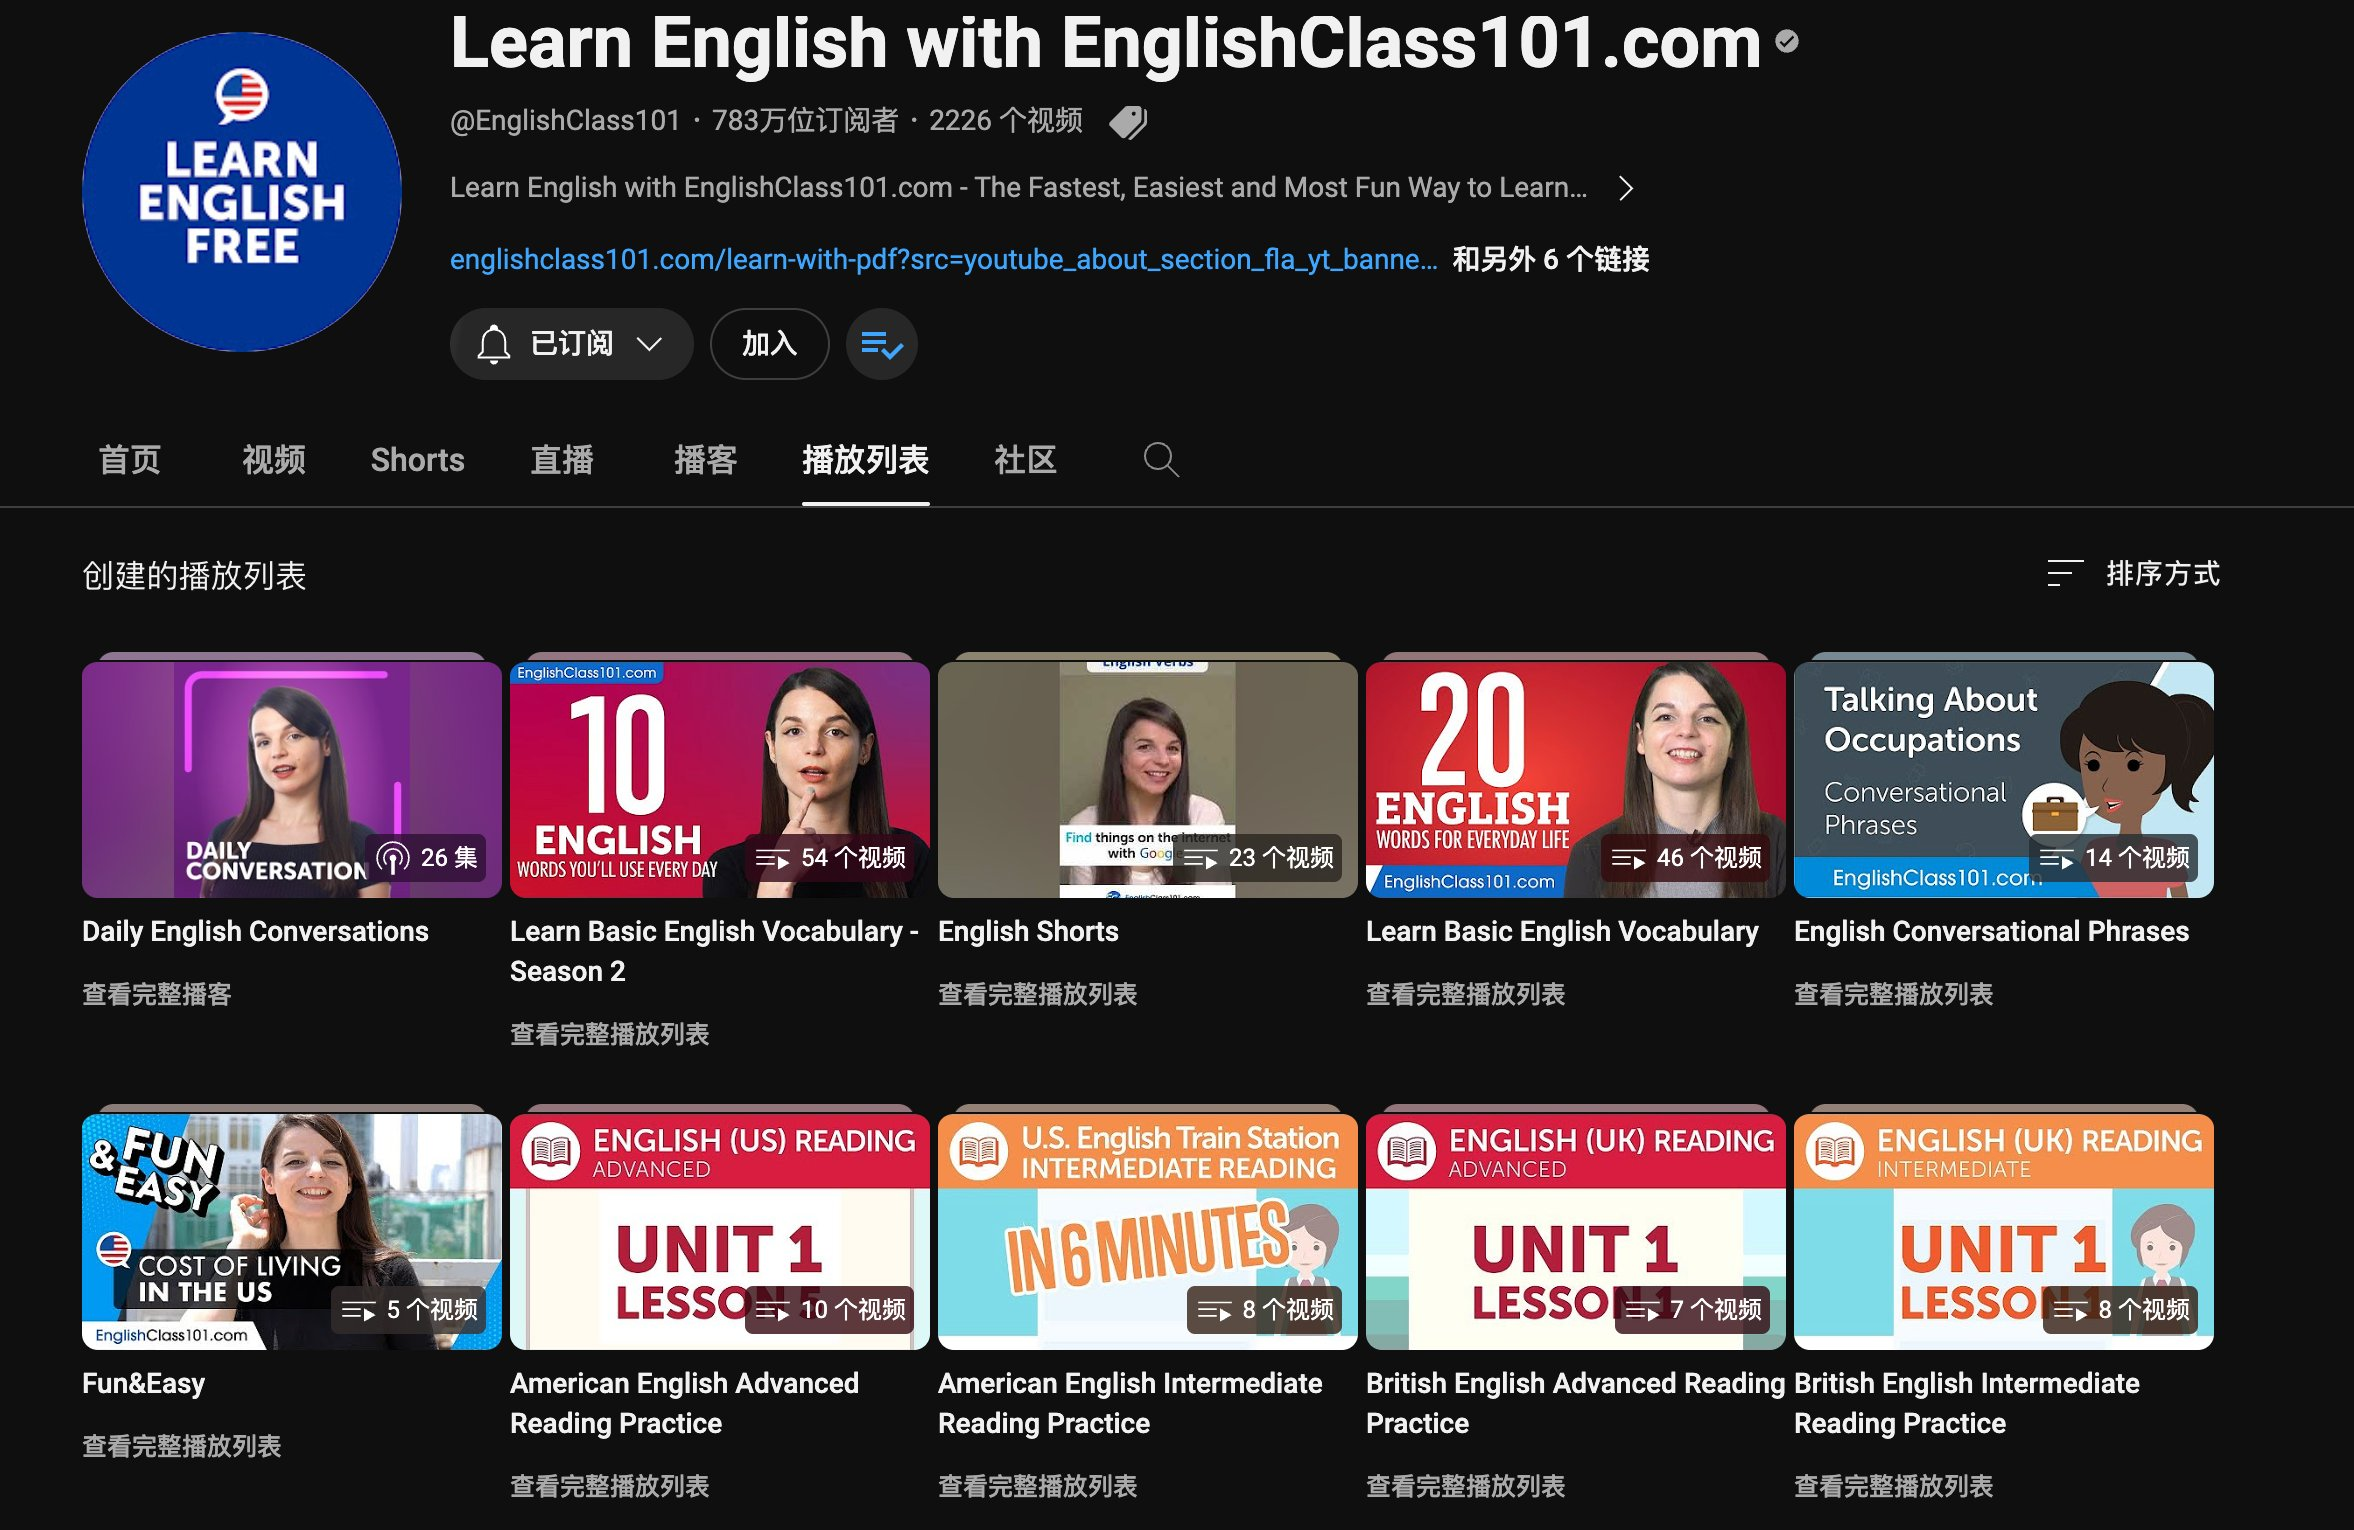 Learn English with EnglishClass101.com
LEARN
ENGLISH
FREE
@EnglishClass101 · 783万位订阅者 · 2226 个视频
Learn English with EnglishClass101.com - The Fastest, Easiest and Most Fun Way to Learn...
englishclass101.com/learn-with-pdf?src=youtube_about_section_fla_yt_banne... 和另外 6 个链接
已订阅 加入
首页 视频 Shorts 直播 播客 播放列表 社区
创建的播放列表 排序方式
DAILY
CONVERSATION
26 集
Daily English Conversations
查看完整播客
EnglishClass101.com
10
ENGLISH
WORDS YOU'LL USE EVERY DAY
54 个视频
Learn Basic English Vocabulary -
Season 2
查看完整播放列表
English Verbs
Find things on the internet
with Google
EnglishClass101.com
23 个视频
English Shorts
查看完整播放列表
20
ENGLISH
WORDS FOR EVERYDAY LIFE
EnglishClass101.com
46 个视频
Learn Basic English Vocabulary
查看完整播放列表
Talking About
Occupations
Conversational
Phrases
EnglishClass101.com
14 个视频
English Conversational Phrases
查看完整播放列表
FUN
& EASY
COST OF LIVING
IN THE US
EnglishClass101.com
5 个视频
Fun&Easy
查看完整播放列表
ENGLISH (US) READING
ADVANCED
UNIT 1
LESSON 5
10 个视频
American English Advanced
Reading Practice
查看完整播放列表
U.S. English Train Station
INTERMEDIATE READING
IN 6 MINUTES
8 个视频
American English Intermediate
Reading Practice
查看完整播放列表
ENGLISH (UK) READING
ADVANCED
UNIT 1
LESSON 1
7 个视频
British English Advanced Reading
Practice
查看完整播放列表
ENGLISH (UK) READING
INTERMEDIATE
UNIT 1
LESSON 1
8 个视频
British English Intermediate
Reading Practice
查看完整播放列表